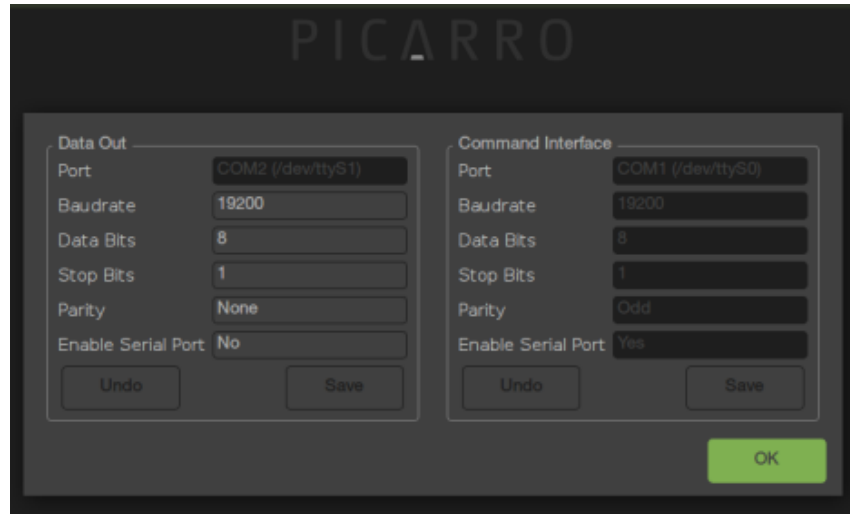 PICARRO
Data Out
Port COM2 (/dev/ttyS1)
Baudrate 19200
Data Bits 8
Stop Bits 1
Parity None
Enable Serial Port No
Undo Save
Command Interface
Port COM1 (/dev/ttyS0)
Baudrate 19200
Data Bits 8
Stop Bits 1
Parity Odd
Enable Serial Port Yes
Undo Save
OK